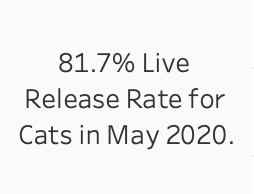 81.7% Live
Release Rate for
Cats in May 2020.